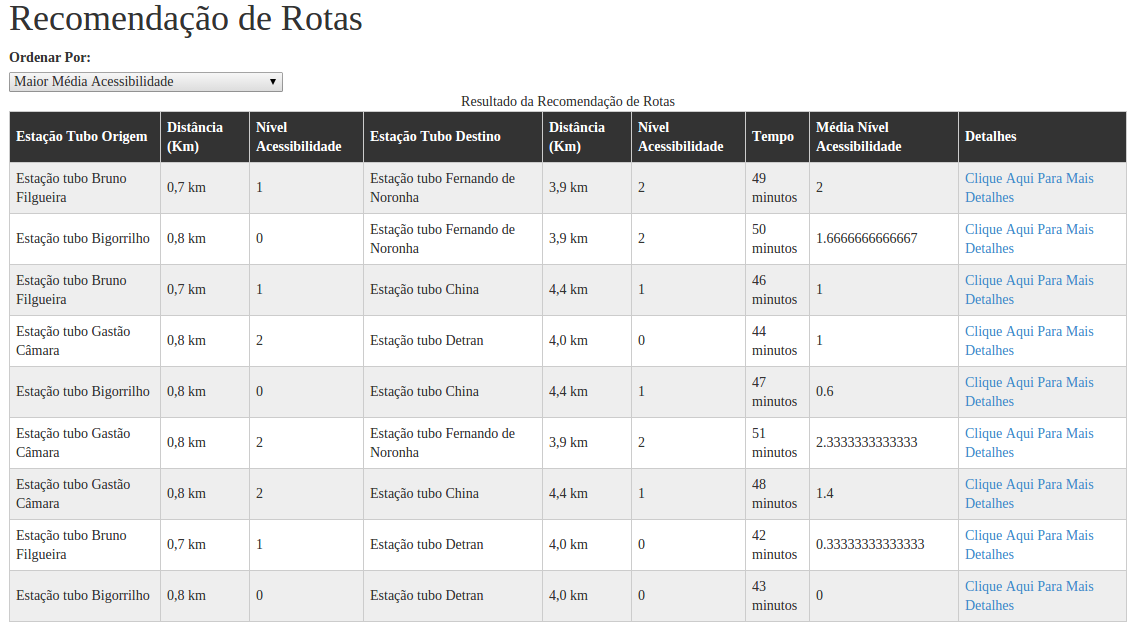 Recomendação de Rotas
Ordenar Por:
Maior Média Acessibilidade
Resultado da Recomendação de Rotas
Estação Tubo Origem Distância (Km) Nível Acessibilidade Estação Tubo Destino Distância (Km) Nível Acessibilidade Tempo Média Nível Acessibilidade Detalhes
Estação tubo Bruno Filgueira 0,7 km 1 Estação tubo Fernando de Noronha 3,9 km 2 49 minutos 2 Clique Aqui Para Mais Detalhes
Estação tubo Bigorrilho 0,8 km 0 Estação tubo Fernando de Noronha 3,9 km 2 50 minutos 1.6666666666667 Clique Aqui Para Mais Detalhes
Estação tubo Bruno Filgueira 0,7 km 1 Estação tubo China 4,4 km 1 46 minutos 1 Clique Aqui Para Mais Detalhes
Estação tubo Gastão Câmara 0,8 km 2 Estação tubo Detran 4,0 km 0 44 minutos 1 Clique Aqui Para Mais Detalhes
Estação tubo Bigorrilho 0,8 km 0 Estação tubo China 4,4 km 1 47 minutos 0.6 Clique Aqui Para Mais Detalhes
Estação tubo Gastão Câmara 0,8 km 2 Estação tubo Fernando de Noronha 3,9 km 2 51 minutos 2.3333333333333 Clique Aqui Para Mais Detalhes
Estação tubo Gastão Câmara 0,8 km 2 Estação tubo China 4,4 km 1 48 minutos 1.4 Clique Aqui Para Mais Detalhes
Estação tubo Bruno Filgueira 0,7 km 1 Estação tubo Detran 4,0 km 0 42 minutos 0.33333333333333 Clique Aqui Para Mais Detalhes
Estação tubo Bigorrilho 0,8 km 0 Estação tubo Detran 4,0 km 0 43 minutos 0 Clique Aqui Para Mais Detalhes